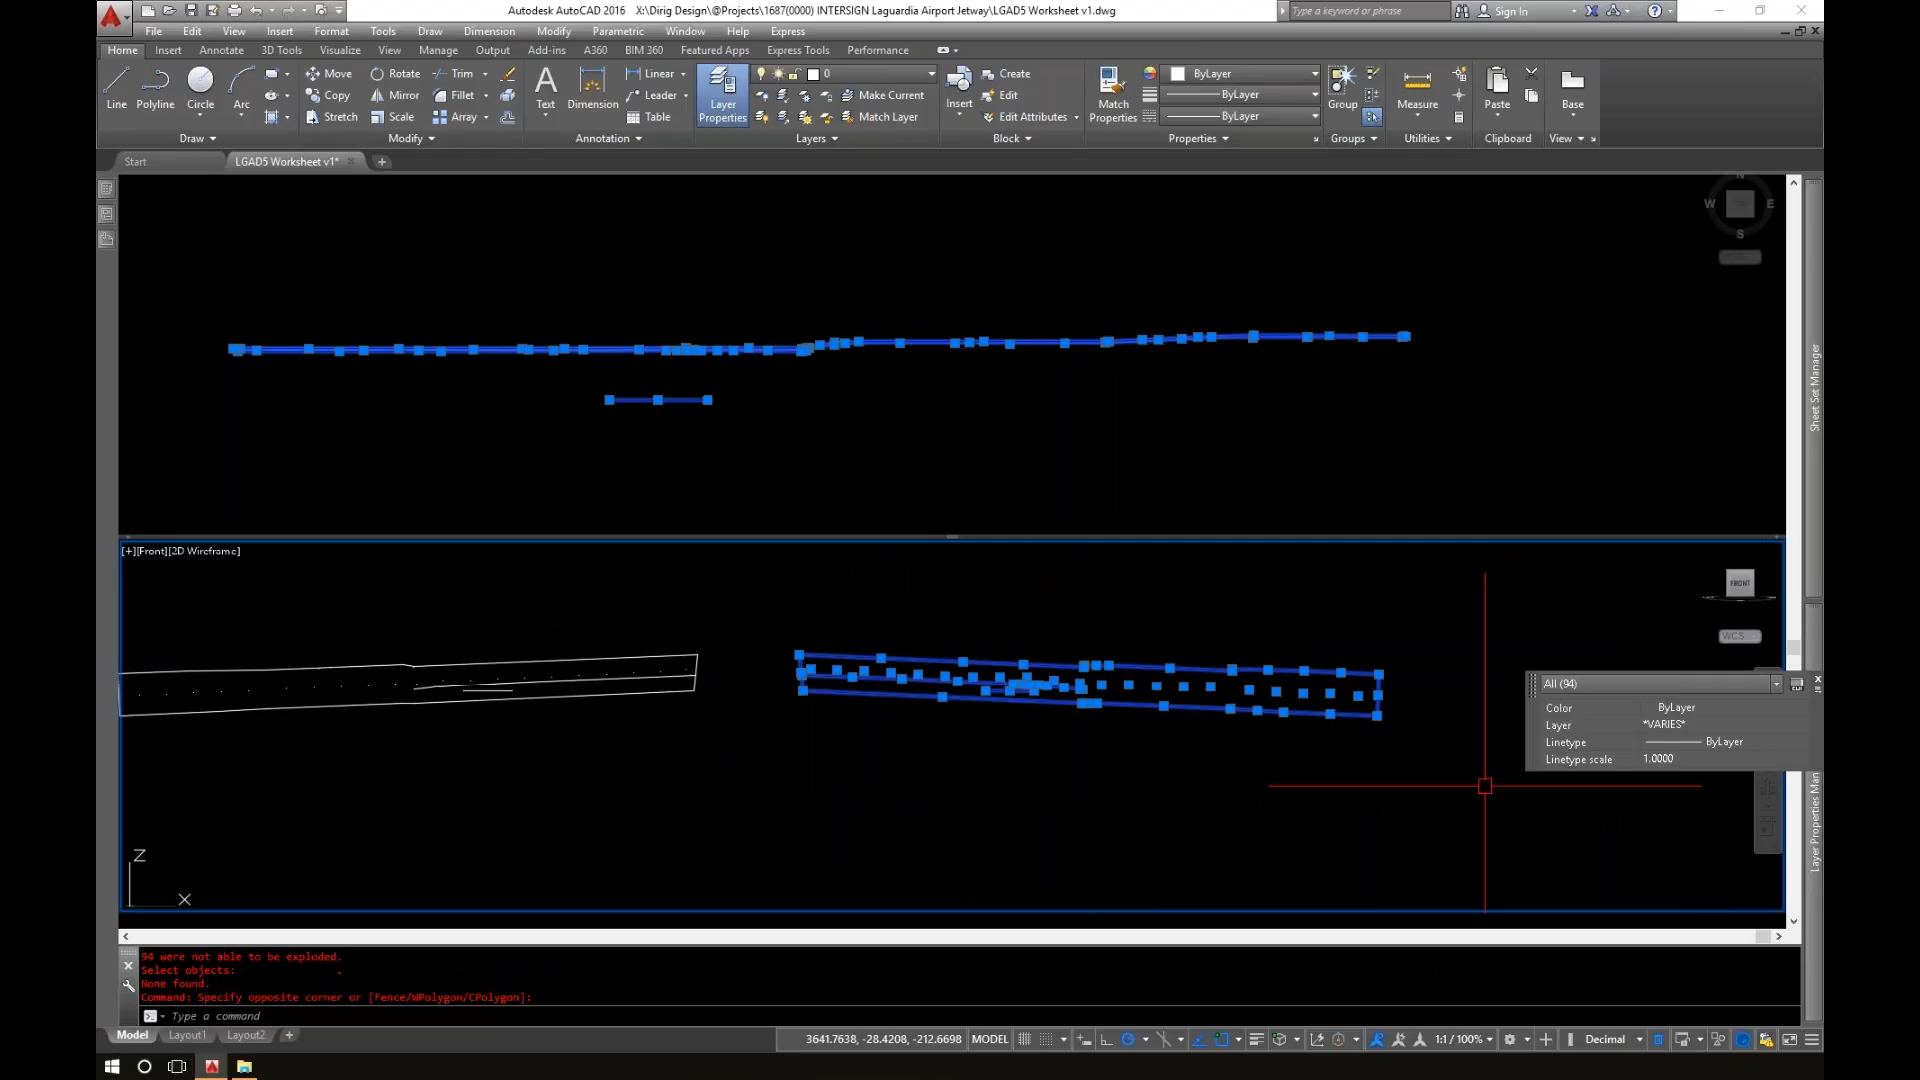 Autodesk AutoCAD 2016 X:\Dirig Design\@Projects\1687(0000) INTERSIGN Laguardia Airport Jetway\LGAD5 Worksheet v1.dwg
Type a keyword or phrase
Sign In
File Edit View Insert Format Tools Draw Dimension Modify Parametric Window Help Express
Home Insert Annotate 3D Tools Visualize View Manage Output Add-ins A360 BIM 360 Featured Apps Express Tools Performance
Line Polyline Circle Arc
Move Rotate Trim
Copy Mirror Fillet
Stretch Scale Array
Text Dimension
Linear
Leader
Table
Layer Properties
0
Make Current
Match Layer
Insert
Create
Edit
Edit Attributes
Match Properties
ByLayer
ByLayer
ByLayer
Group
Measure
Paste
Base
Draw Modify Annotation Layers Block Properties Groups Utilities Clipboard View
Start
LGAD5 Worksheet v1*
W E
S
Sheet Set Manager
[+][Front][2D Wireframe]
FRONT
WCS
All (94)
Color ByLayer
Layer *VARIES*
Linetype ByLayer
Linetype scale 1.0000
Layer Properties Man
Z
X
94 were not able to be exploded.
Select objects:
None found.
Command: Specify opposite corner or [Fence/WPolygon/CPolygon]:
Type a command
Model Layout1 Layout2
3641.7638, -28.4208, -212.6698 MODEL
1:1 / 100%
Decimal